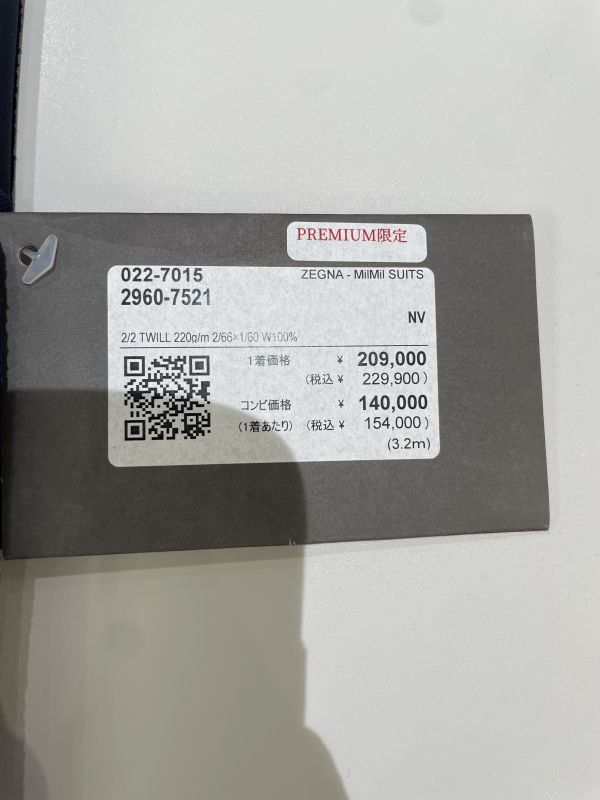 PREMIUM限定
022-7015 ZEGNA - MilMil SUITS
2960-7521
NV
2/2 TWILL 220g/m 2/66×1/60 W100%
1着価格 ¥ 209,000
(税込 ¥ 229,900 )
コンビ価格 ¥ 140,000
(1着あたり) (税込 ¥ 154,000 )
(3.2m)